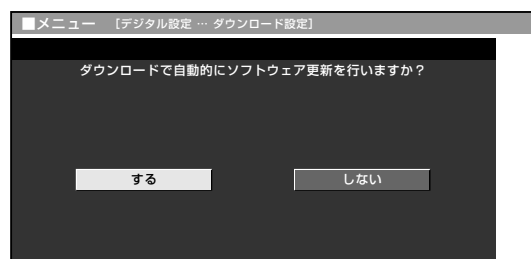 ■メニュー [デジタル設定 … ダウンロード設定]
ダウンロードで自動的にソフトウェア更新を行いますか？
する
しない